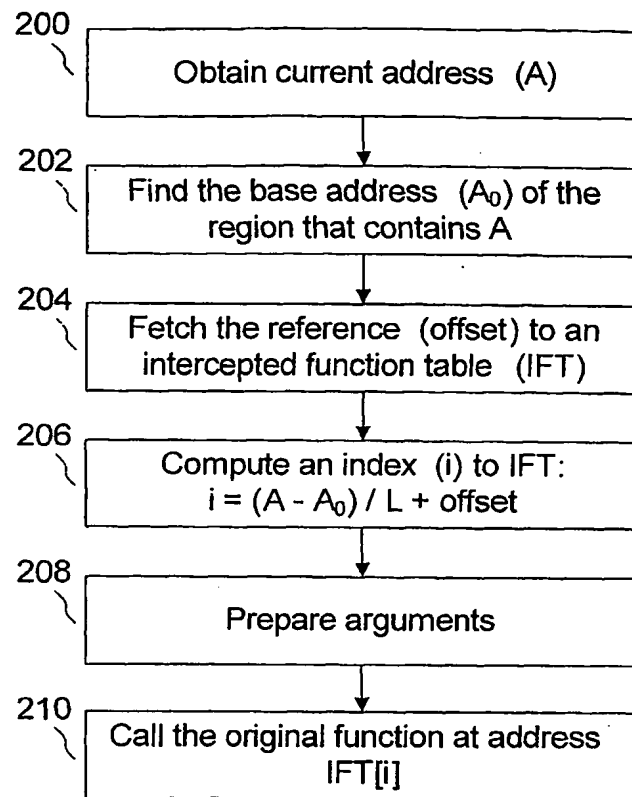 200
Obtain current address (A)
202
Find the base address (A₀) of the
region that contains A
204
Fetch the reference (offset) to an
intercepted function table (IFT)
206
Compute an index (i) to IFT:
i = (A - A₀) / L + offset
208
Prepare arguments
210
Call the original function at address
IFT[i]